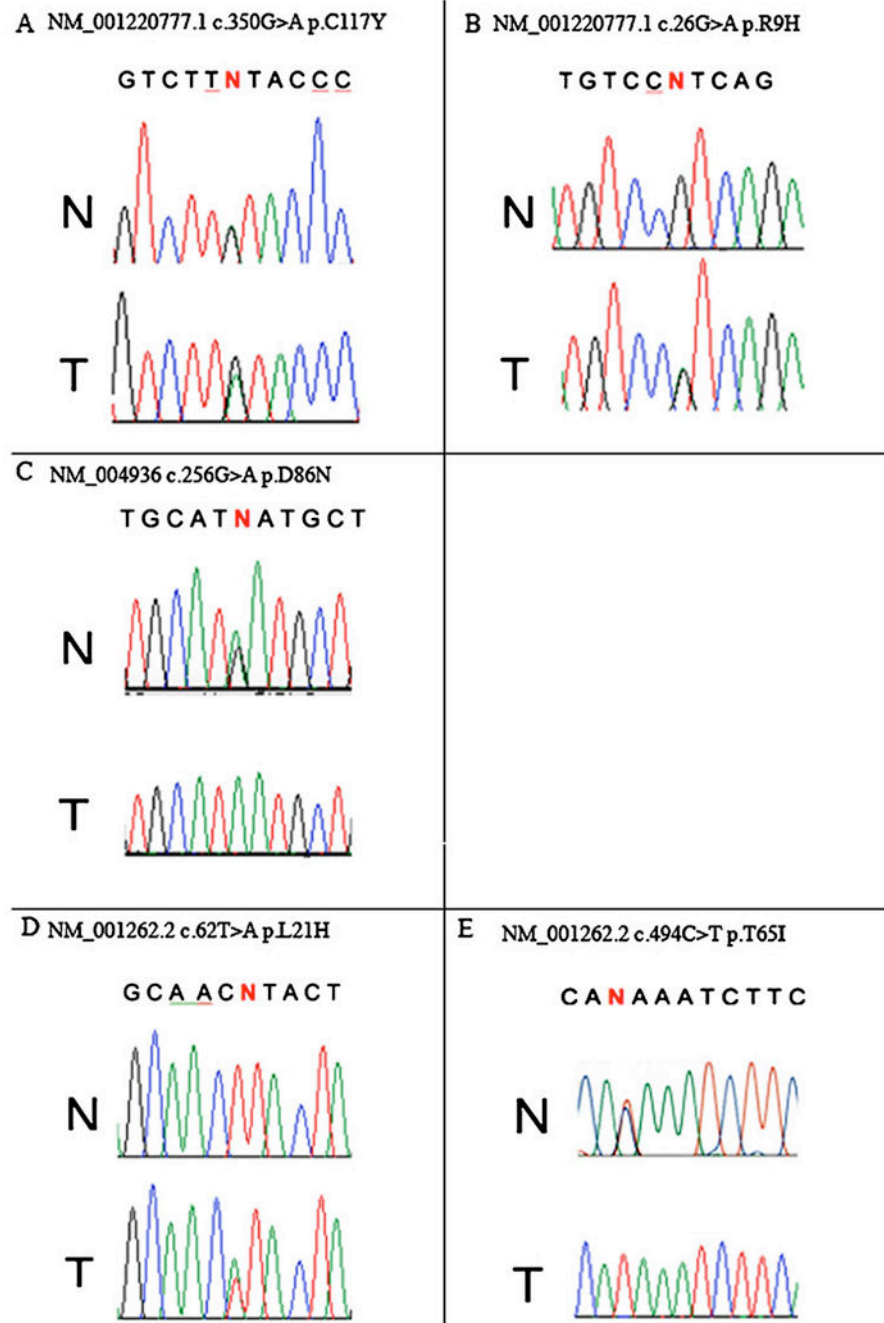 A NM_001220777.1 c.350G>A p.C117Y
GTCTTNTACCC
N
T
B NM_001220777.1 c.26G>A p.R9H
TGTCCNTCAG
N
T
C NM_004936 c.256G>A p.D86N
TGCATNATGCT
N
T
D NM_001262.2 c.62T>A p.L21H
GCAACNTACT
N
T
E NM_001262.2 c.494C>T p.T65I
CANAAATCTTC
N
T